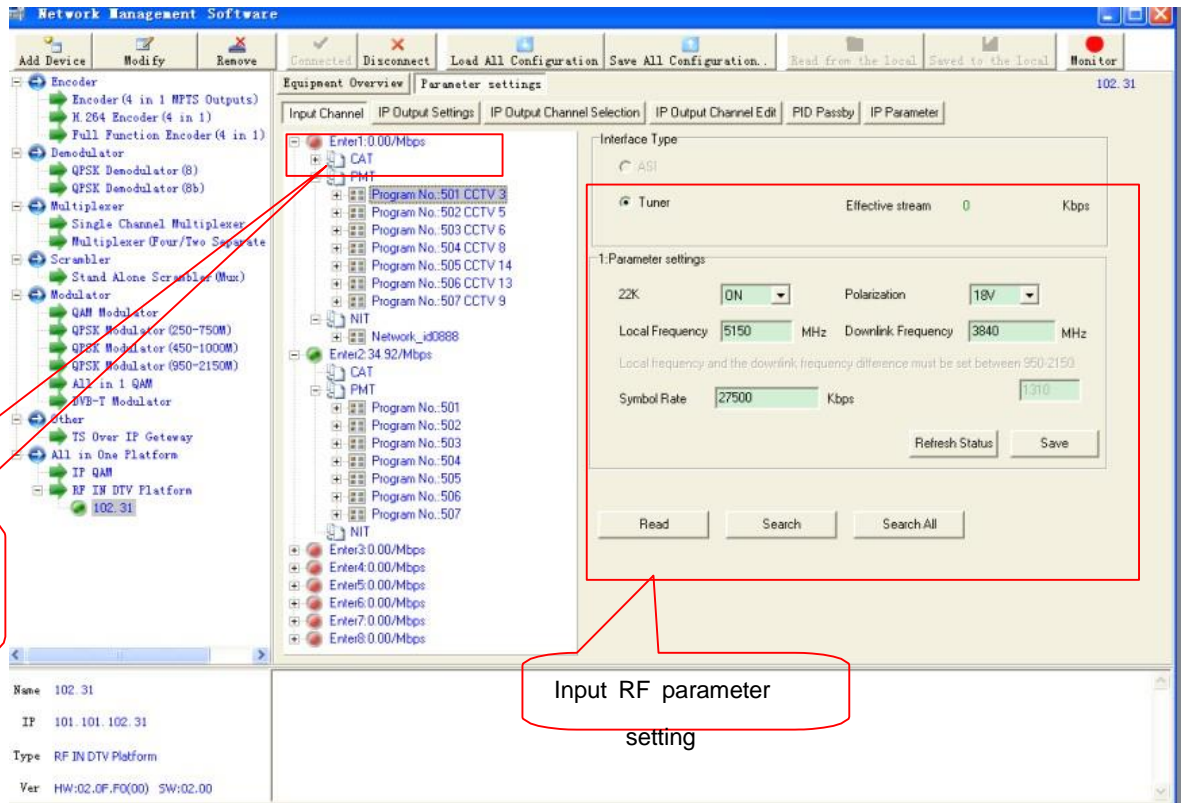 Network Management Software
Add Device Modify Remove Connected Disconnect Load All Configuration Save All Configuration.. Read from the local Saved to the local Monitor
Encoder
Encoder(4 in 1 MPTS Outputs)
H.264 Encoder(4 in 1)
Full Function Encoder(4 in 1)
Demodulator
QPSK Demodulator(8)
QPSK Demodulator(8b)
Multiplexer
Single Channel Multiplexer
Multiplexer(Four/Two Separate
Scrambler
Stand Alone Scrambler(Mux)
Modulator
QAM Modulator
QPSK Modulator(250-750M)
QPSK Modulator(450-1000M)
QPSK Modulator(950-2150M)
All in 1 QAM
DVB-T Modulator
Other
TS Over IP Geteway
All in One Platform
IP QAM
RF IN DTV Platform
102.31
Equipment Overview Parameter settings
102.31
Input Channel IP Output Settings IP Output Channel Selection IP Output Channel Edit PID Passby IP Parameter
Enter1:0.00/Mbps
CAT
PMT
Program No.:501 CCTV 3
Program No.:502 CCTV 5
Program No.:503 CCTV 6
Program No.:504 CCTV 8
Program No.:505 CCTV 14
Program No.:506 CCTV 13
Program No.:507 CCTV 9
NIT
Network_id0888
Enter2:34.92/Mbps
CAT
PMT
Program No.:501
Program No.:502
Program No.:503
Program No.:504
Program No.:505
Program No.:506
Program No.:507
NIT
Enter3:0.00/Mbps
Enter4:0.00/Mbps
Enter5:0.00/Mbps
Enter6:0.00/Mbps
Enter7:0.00/Mbps
Enter8:0.00/Mbps
Interface Type
ASI
Tuner Effective stream 0 Kbps
1:Parameter settings
22K ON Polarization 18V
Local Frequency 5150 MHz Downlink Frequency 3840 MHz
Local frequency and the downlink frequency difference must be set between 950-2150
1310
Symbol Rate 27500 Kbps
Refresh Status Save
Read Search Search All
Input RF parameter
setting
Name 102.31
IP 101.101.102.31
Type RF IN DTV Platform
Ver HW:02.0F.F0(00) SW:02.00